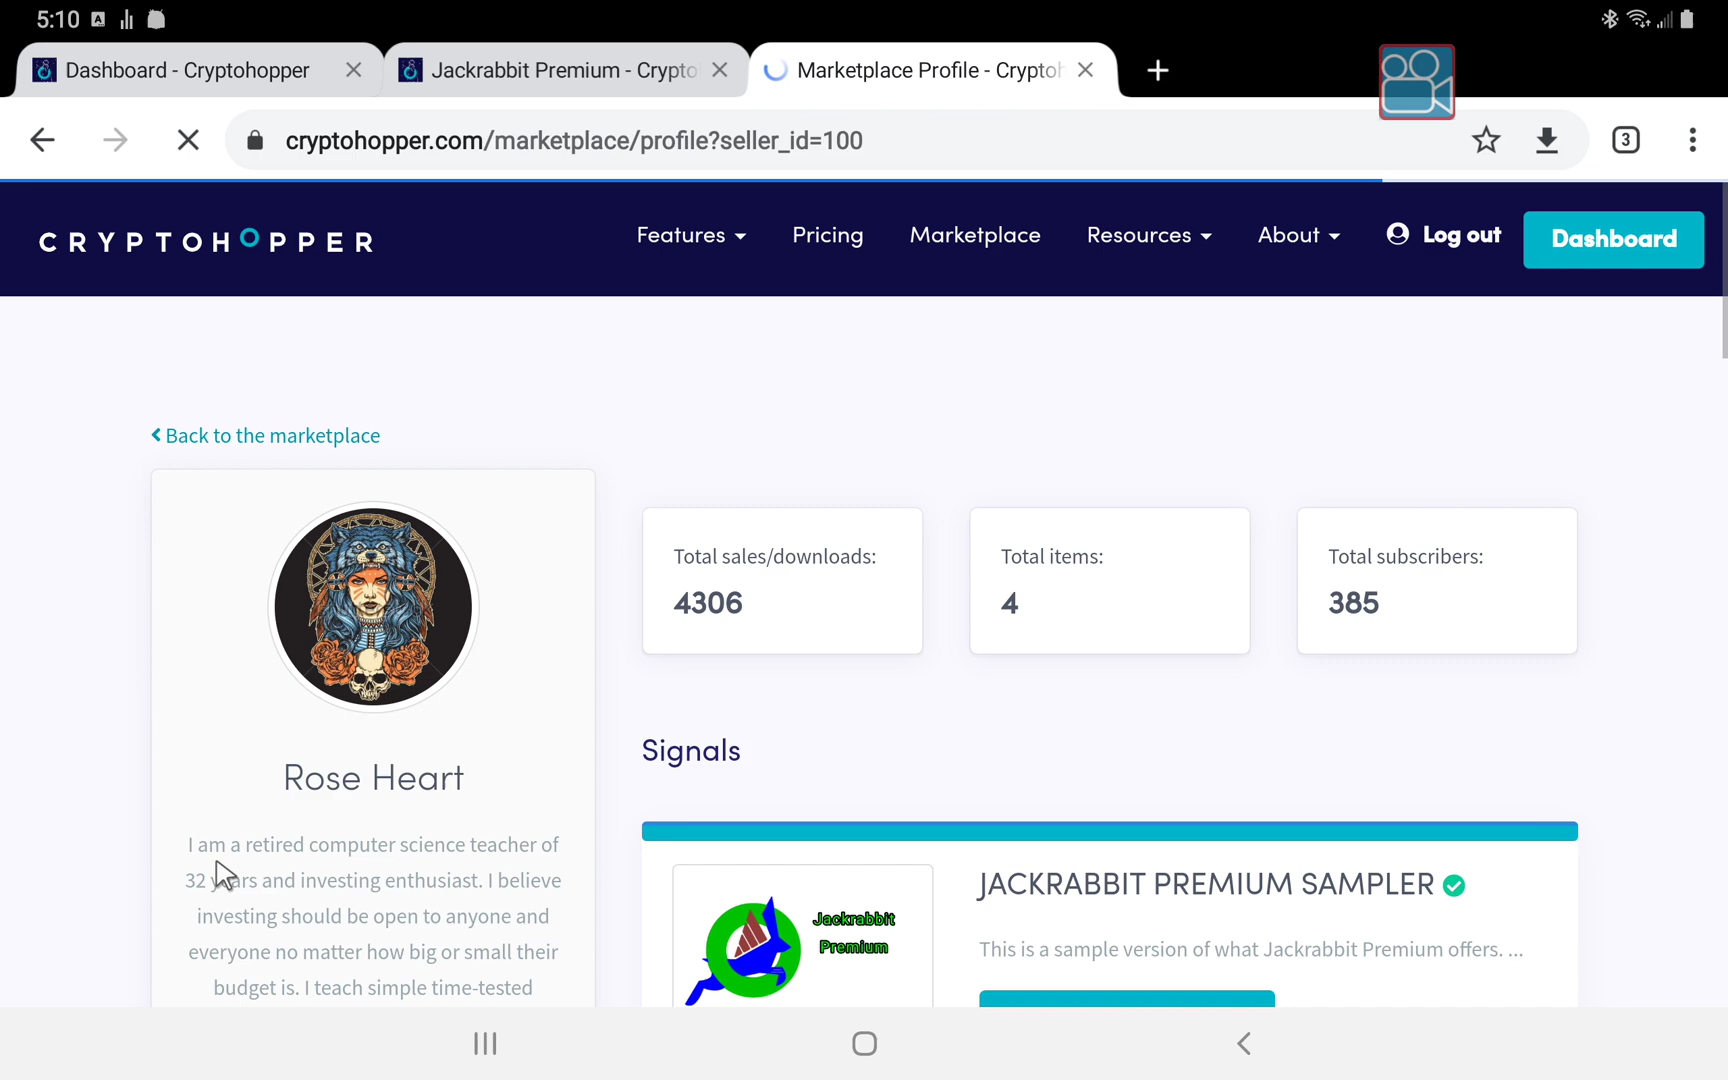 5:10
Dashboard - Cryptohopper
Jackrabbit Premium - Crypto
Marketplace Profile - Cryptoh
cryptohopper.com/marketplace/profile?seller_id=100
3
CRYPTOHOPPER
Features
Pricing
Marketplace
Resources
About
Log out
Dashboard
Back to the marketplace
Total sales/downloads:
4306
Total items:
4
Total subscribers:
385
Rose Heart
I am a retired computer science teacher of
32 years and investing enthusiast. I believe
investing should be open to anyone and
everyone no matter how big or small their
budget is. I teach simple time-tested
Signals
Jackrabbit
Premium
JACKRABBIT PREMIUM SAMPLER
This is a sample version of what Jackrabbit Premium offers. ...